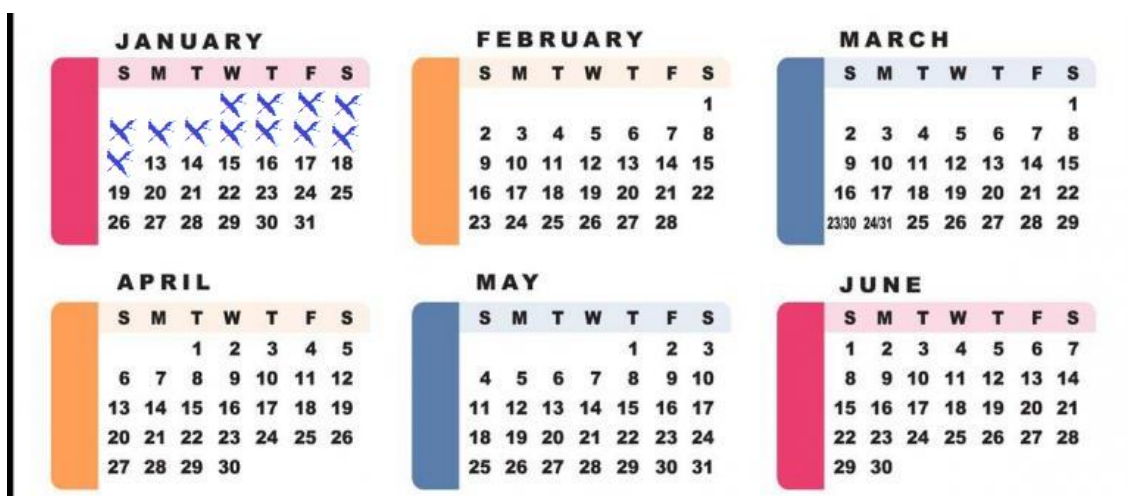 JANUARY
S M T W T F S
13 14 15 16 17 18
19 20 21 22 23 24 25
26 27 28 29 30 31
FEBRUARY
S M T W T F S
1
2 3 4 5 6 7 8
9 10 11 12 13 14 15
16 17 18 19 20 21 22
23 24 25 26 27 28
MARCH
S M T W T F S
1
2 3 4 5 6 7 8
9 10 11 12 13 14 15
16 17 18 19 20 21 22
23/30 24/31 25 26 27 28 29
APRIL
S M T W T F S
1 2 3 4 5
6 7 8 9 10 11 12
13 14 15 16 17 18 19
20 21 22 23 24 25 26
27 28 29 30
MAY
S M T W T F S
1 2 3
4 5 6 7 8 9 10
11 12 13 14 15 16 17
18 19 20 21 22 23 24
25 26 27 28 29 30 31
JUNE
S M T W T F S
1 2 3 4 5 6 7
8 9 10 11 12 13 14
15 16 17 18 19 20 21
22 23 24 25 26 27 28
29 30